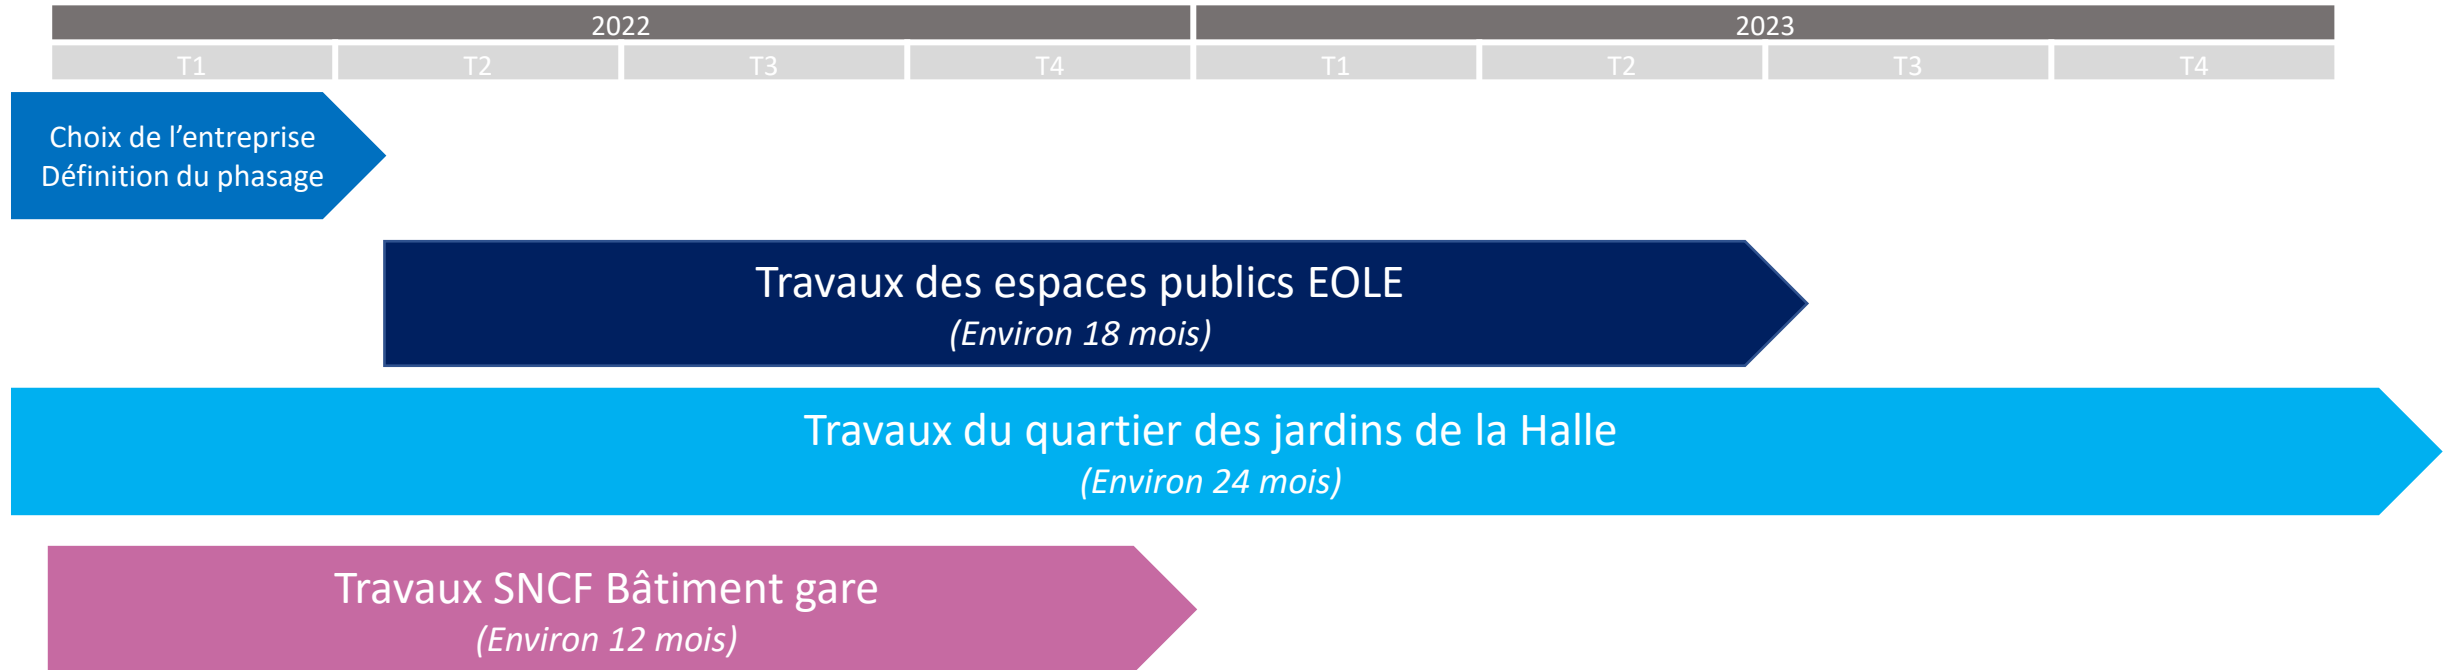 2022
2023
T1
T2
T3
T4
T1
T2
T3
T4
Choix de l’entreprise
Définition du phasage
Travaux des espaces publics EOLE
(Environ 18 mois)
Travaux du quartier des jardins de la Halle
(Environ 24 mois)
Travaux SNCF Bâtiment gare
(Environ 12 mois)